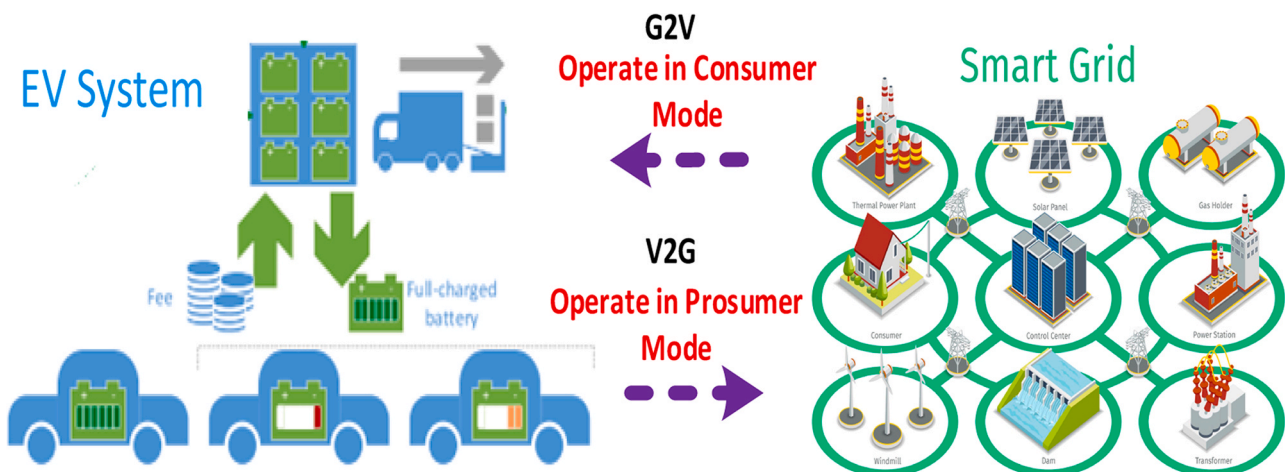 EV System
Fee
Full-charged
battery
G2V
Operate in Consumer
Mode
V2G
Operate in Prosumer
Mode
Smart Grid
Thermal Power Plant
Solar Panel
Gas Holder
Consumer
Control Center
Power Station
Windmill
Dam
Transformer